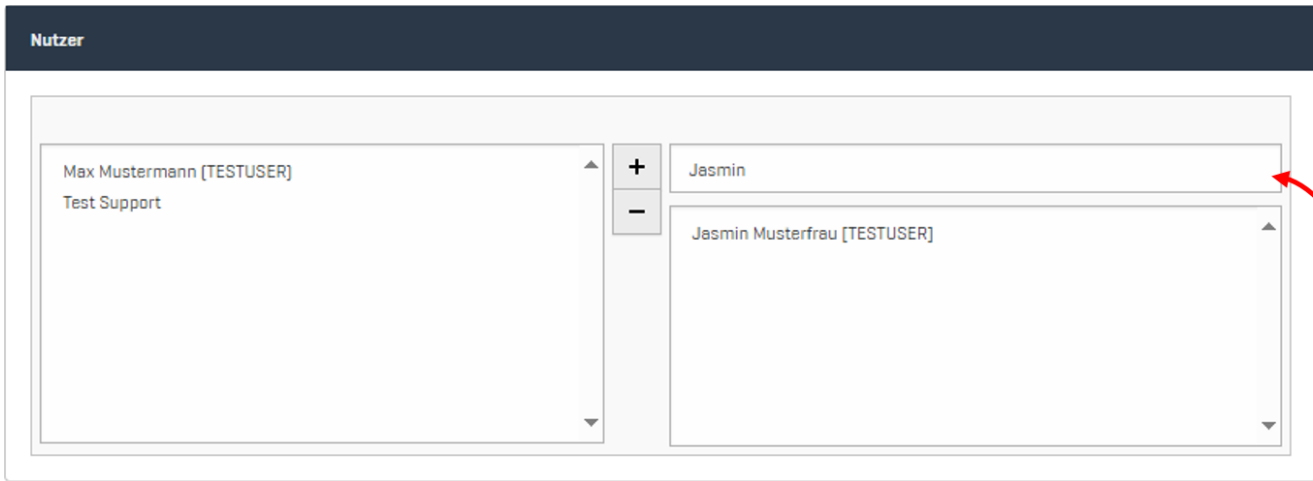 Nutzer
Max Mustermann [TESTUSER]
Test Support
+
−
Jasmin
Jasmin Musterfrau [TESTUSER]